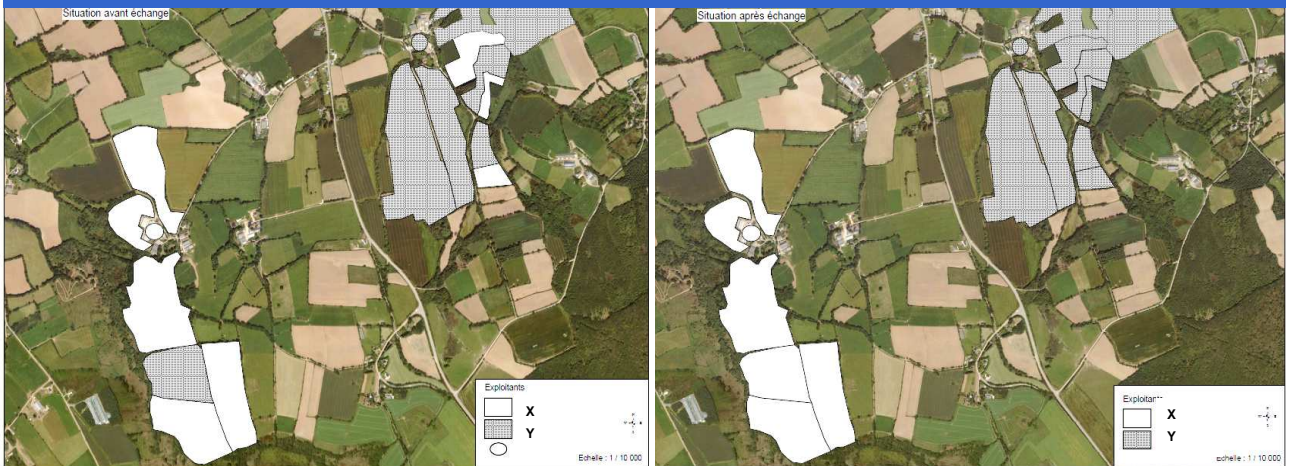 Situation avant échange
Exploitants
X
Y
Echelle : 1 / 10 000
Situation après échange
Exploitants
X
Y
Echelle : 1 / 10 000